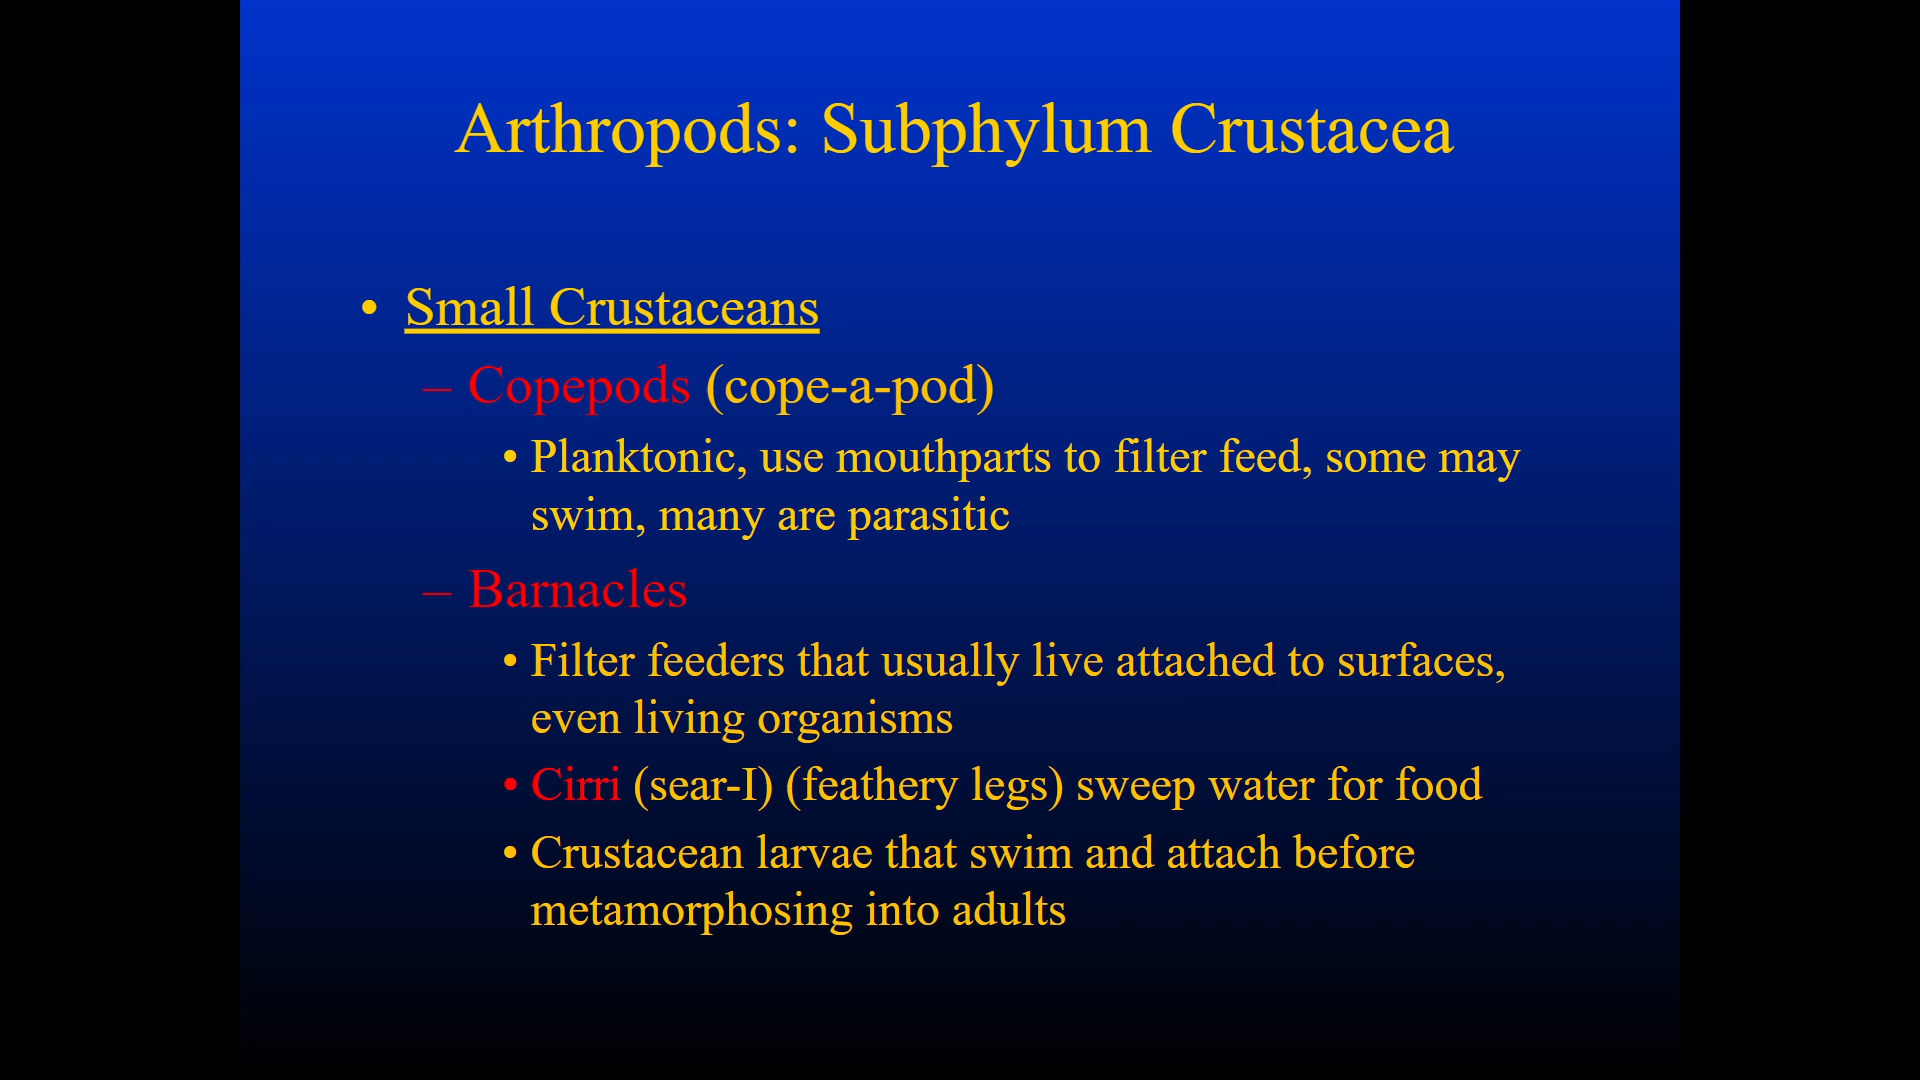 Arthropods: Subphylum Crustacea
• Small Crustaceans
– Copepods (cope-a-pod)
• Planktonic, use mouthparts to filter feed, some may
swim, many are parasitic
– Barnacles
• Filter feeders that usually live attached to surfaces,
even living organisms
• Cirri (sear-I) (feathery legs) sweep water for food
• Crustacean larvae that swim and attach before
metamorphosing into adults